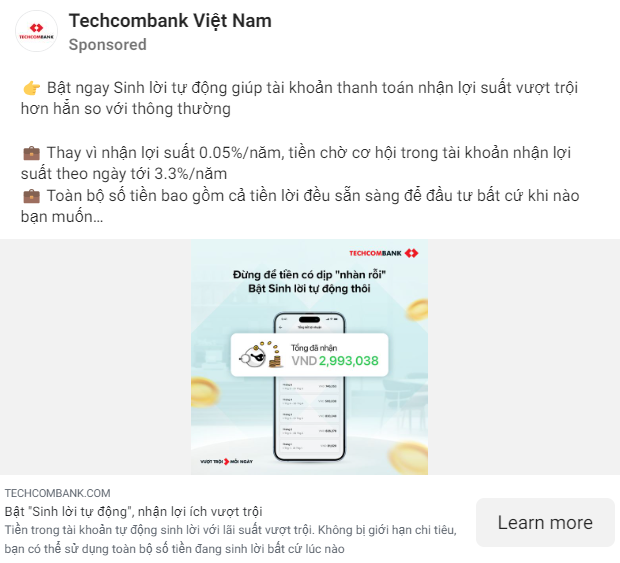 TECHCOMBANK
Techcombank Việt Nam
Sponsored
👉 Bật ngay Sinh lời tự động giúp tài khoản thanh toán nhận lợi suất vượt trội
hơn hẳn so với thông thường
💼 Thay vì nhận lợi suất 0.05%/năm, tiền chờ cơ hội trong tài khoản nhận lợi
suất theo ngày tới 3.3%/năm
💼 Toàn bộ số tiền bao gồm cả tiền lời đều sẵn sàng để đầu tư bất cứ khi nào
bạn muốn...
TECHCOMBANK
Đừng để tiền có dịp "nhàn rỗi"
Bật Sinh lời tự động thôi
Tổng đã nhận
VND 2,993,038
VƯỢT TRỘI MỖI NGÀY
TECHCOMBANK.COM
Bật "Sinh lời tự động", nhận lợi ích vượt trội
Tiền trong tài khoản tự động sinh lời với lãi suất vượt trội. Không bị giới hạn chi tiêu,
bạn có thể sử dụng toàn bộ số tiền đang sinh lời bất cứ lúc nào
Learn more